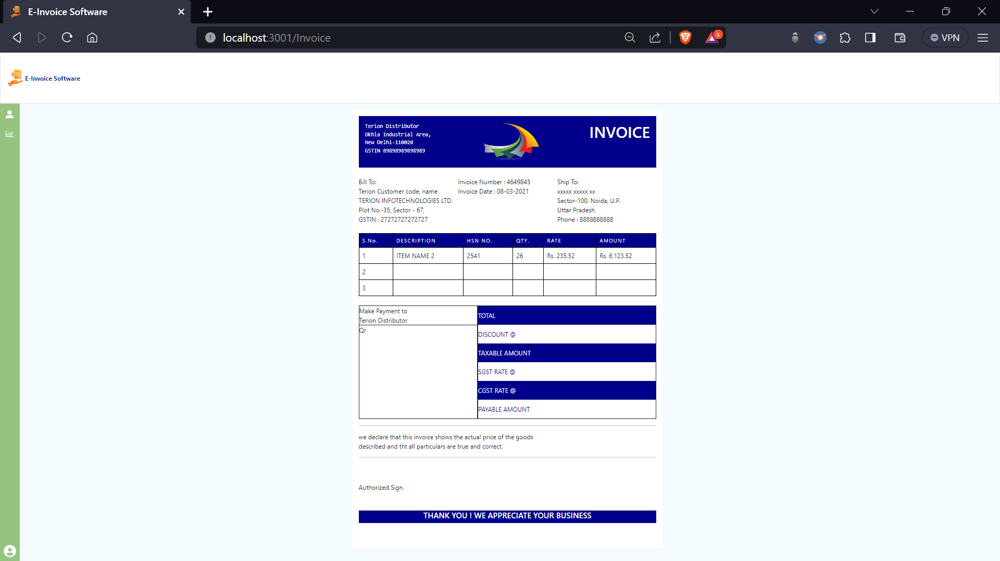 E-Invoice Software
localhost:3001/Invoice
6
VPN
E-Invoice Software
Terion Distributor
Okhla Industrial Area,
New Delhi-110020
GSTIN 89898989898989
INVOICE
Bill To:
Terion Customer code, name
TERION INFOTECHNOLOGIES LTD.
Plot No.-35, Sector - 67,
GSTIN : 27272727272727
Invoice Number : 4649845
Invoice Date : 08-03-2021
Ship To:
xxxxx xxxxx xx
Sector-100, Noida, U.P.
Uttar Pradesh
Phone : 8888888888
S.No. DESCRIPTION HSN NO. QTY. RATE AMOUNT
1 ITEM NAME 2 2541 26 Rs. 235.52 Rs. 6,123.52
2
3
Make Payment to
Terion Distributor
Qr
TOTAL
DISCOUNT @
TAXABLE AMOUNT
SGST RATE @
CGST RATE @
PAYABLE AMOUNT
we declare that this invoice shows the actual price of the goods
described and tht all particulars are true and correct.
Authorized Sign.
THANK YOU ! WE APPRECIATE YOUR BUSINESS